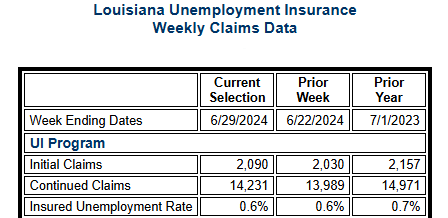 Louisiana Unemployment Insurance
Weekly Claims Data
Current Selection Prior Week Prior Year
Week Ending Dates 6/29/2024 6/22/2024 7/1/2023
UI Program
Initial Claims 2,090 2,030 2,157
Continued Claims 14,231 13,989 14,971
Insured Unemployment Rate 0.6% 0.6% 0.7%